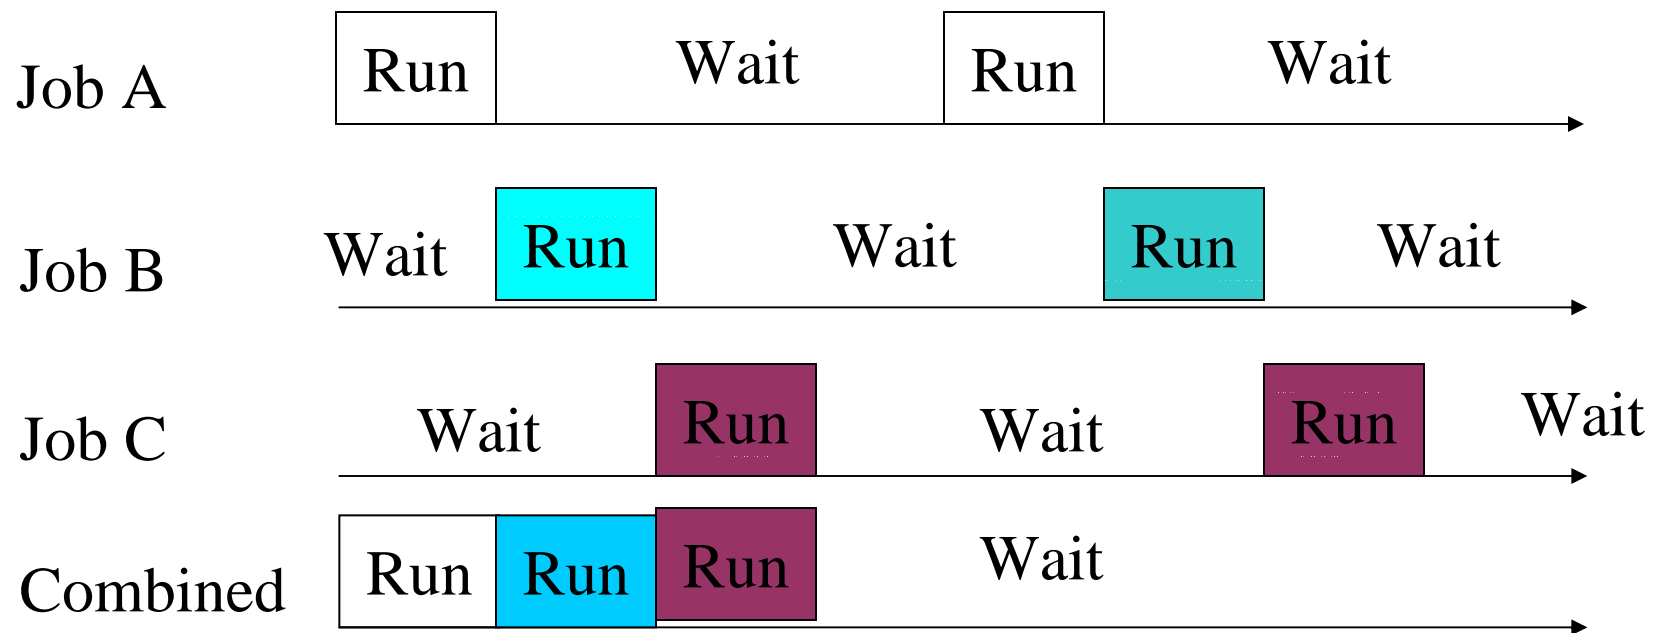 Job A Run Wait Run Wait
Job B Wait Run Wait Run Wait
Job C Wait Run Wait Run Wait
Combined Run Run Run Wait